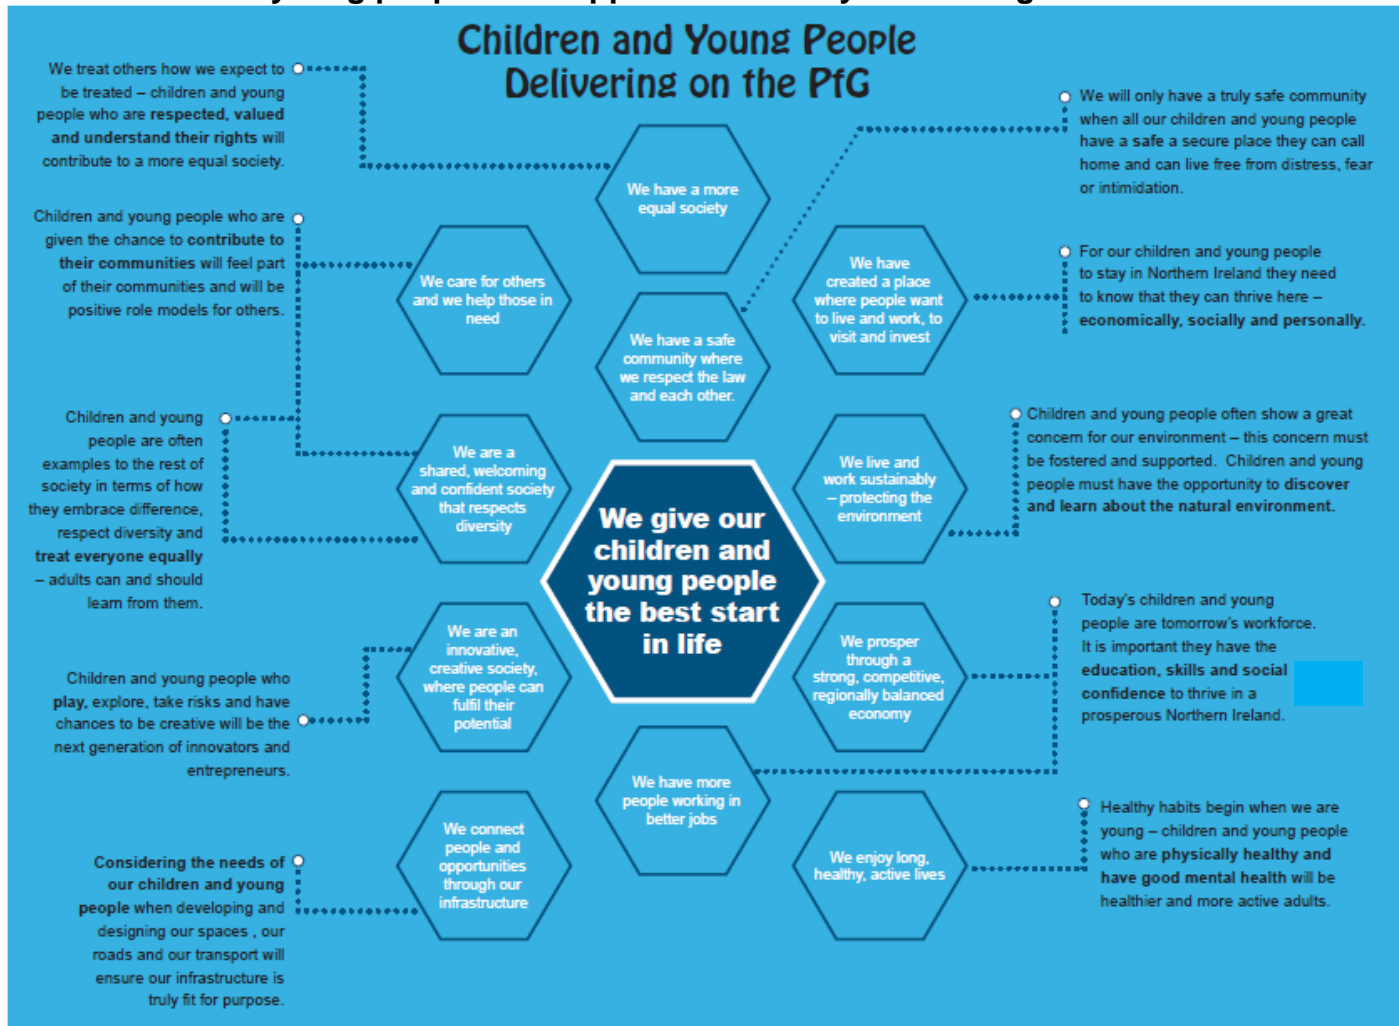 Children and Young People
Delivering on the PfG
We treat others how we expect to
be treated – children and young
people who are respected, valued
and understand their rights will
contribute to a more equal society.
Children and young people who are
given the chance to contribute to
their communities will feel part
of their communities and will be
positive role models for others.
Children and young
people are often
examples to the rest of
society in terms of how
they embrace difference,
respect diversity and
treat everyone equally
– adults can and should
learn from them.
Children and young people who
play, explore, take risks and have
chances to be creative will be the
next generation of innovators and
entrepreneurs.
Considering the needs of
our children and young
people when developing and
designing our spaces , our
roads and our transport will
ensure our infrastructure is
truly fit for purpose.
We have a more
equal society
We care for others
and we help those in
need
We have a safe
community where
we respect the law
and each other.
We have
created a place
where people want
to live and work, to
visit and invest
We are a
shared, welcoming
and confident society
that respects
diversity
We live and
work sustainably
– protecting the
environment
We give our
children and
young people
the best start
in life
We are an
innovative,
creative society,
where people can
fulfil their
potential
We prosper
through a
strong, competitive,
regionally balanced
economy
We have more
people working in
better jobs
We connect
people and
opportunities
through our
infrastructure
We enjoy long,
healthy, active lives
We will only have a truly safe community
when all our children and young people
have a safe a secure place they can call
home and can live free from distress, fear
or intimidation.
For our children and young people
to stay in Northern Ireland they need
to know that they can thrive here –
economically, socially and personally.
Children and young people often show a great
concern for our environment – this concern must
be fostered and supported. Children and young
people must have the opportunity to discover
and learn about the natural environment.
Today's children and young
people are tomorrow's workforce.
It is important they have the
education, skills and social
confidence to thrive in a
prosperous Northern Ireland.
Healthy habits begin when we are
young – children and young people
who are physically healthy and
have good mental health will be
healthier and more active adults.